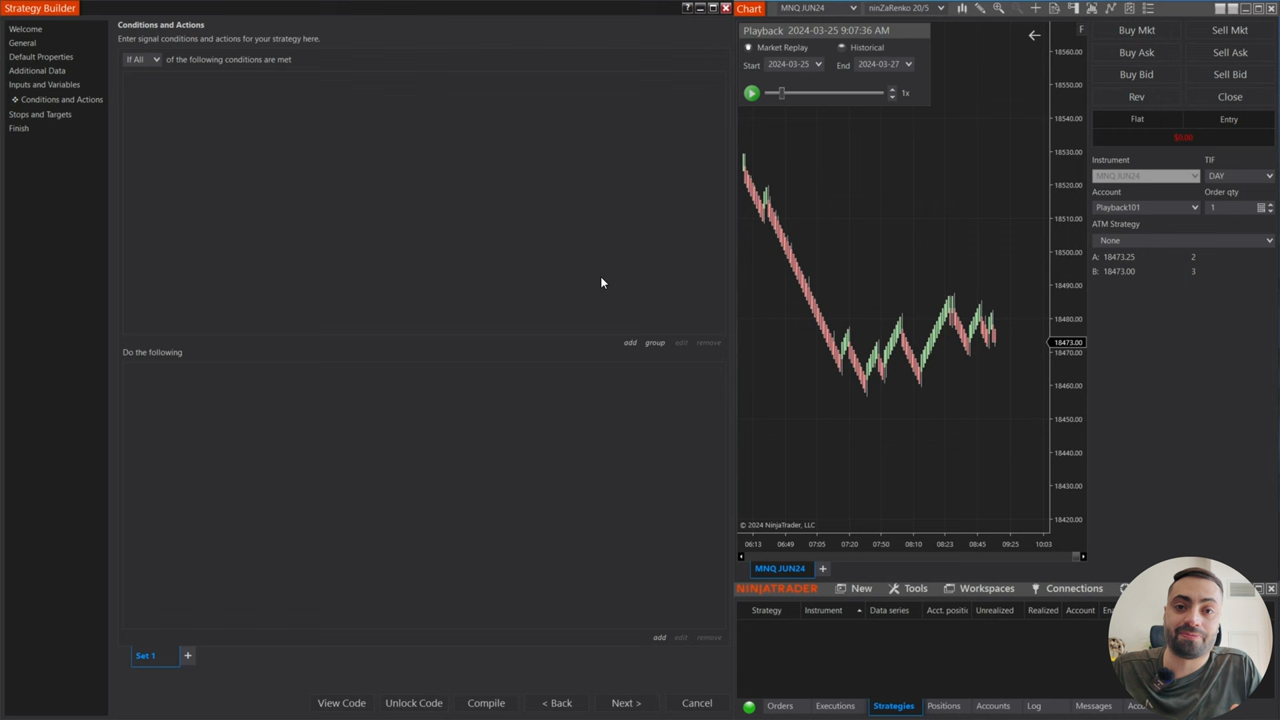 Strategy Builder
?
Welcome
General
Default Properties
Additional Data
Inputs and Variables
Conditions and Actions
Stops and Targets
Finish
Conditions and Actions
Enter signal conditions and actions for your strategy here.
If All of the following conditions are met
add group edit remove
Do the following
add edit remove
Set 1 +
View Code Unlock Code Compile < Back Next > Cancel
Chart MNQ JUN24 ninZaRenko 20/5
Playback 2024-03-25 9:07:36 AM
Market Replay Historical
Start 2024-03-25 End 2024-03-27
1x
F
18560.00
18550.00
18540.00
18530.00
18520.00
18510.00
18500.00
18490.00
18480.00
18473.00
18470.00
18460.00
18450.00
18440.00
18430.00
18420.00
© 2024 NinjaTrader, LLC
06:13 06:49 07:05 07:20 07:50 08:10 08:23 08:45 09:25 10:03
MNQ JUN24 +
Buy Mkt Sell Mkt
Buy Ask Sell Ask
Buy Bid Sell Bid
Rev Close
Flat Entry
$0.00
Instrument TIF
MNQ JUN24 DAY
Account Order qty
Playback101 1
ATM Strategy
None
A: 18473.25 2
B: 18473.00 3
NINJATRADER New Tools Workspaces Connections
Strategy Instrument Data series Acct. positi Unrealized Realized Account
Orders Executions Strategies Positions Accounts Log Messages